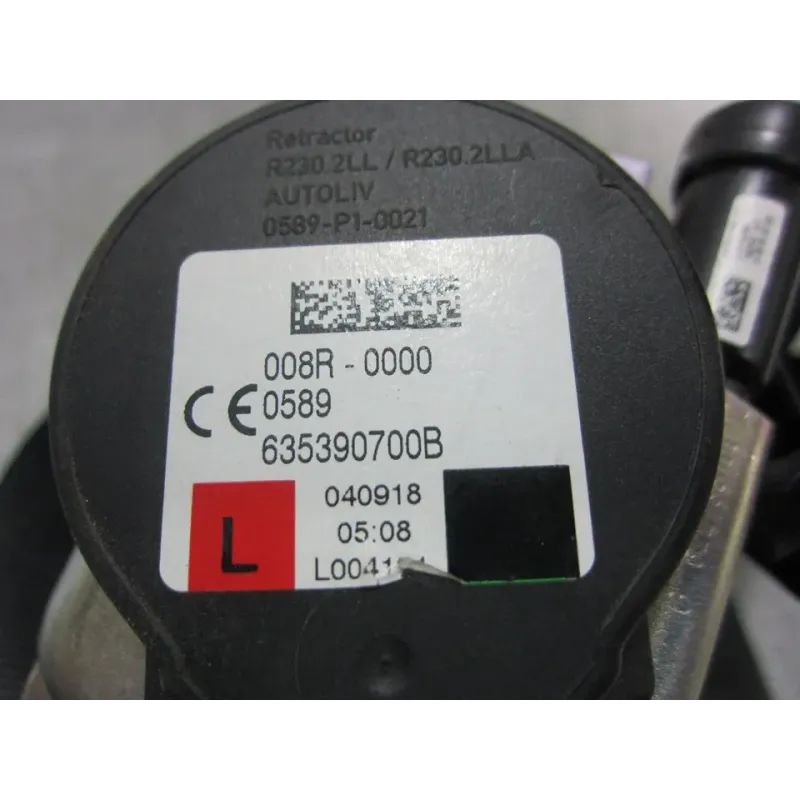 Retractor
R230.2LL / R230.2LLA
AUTOLIV
0589-P1-0021
008R - 0000
CE 0589
635390700B
L
040918
05:08